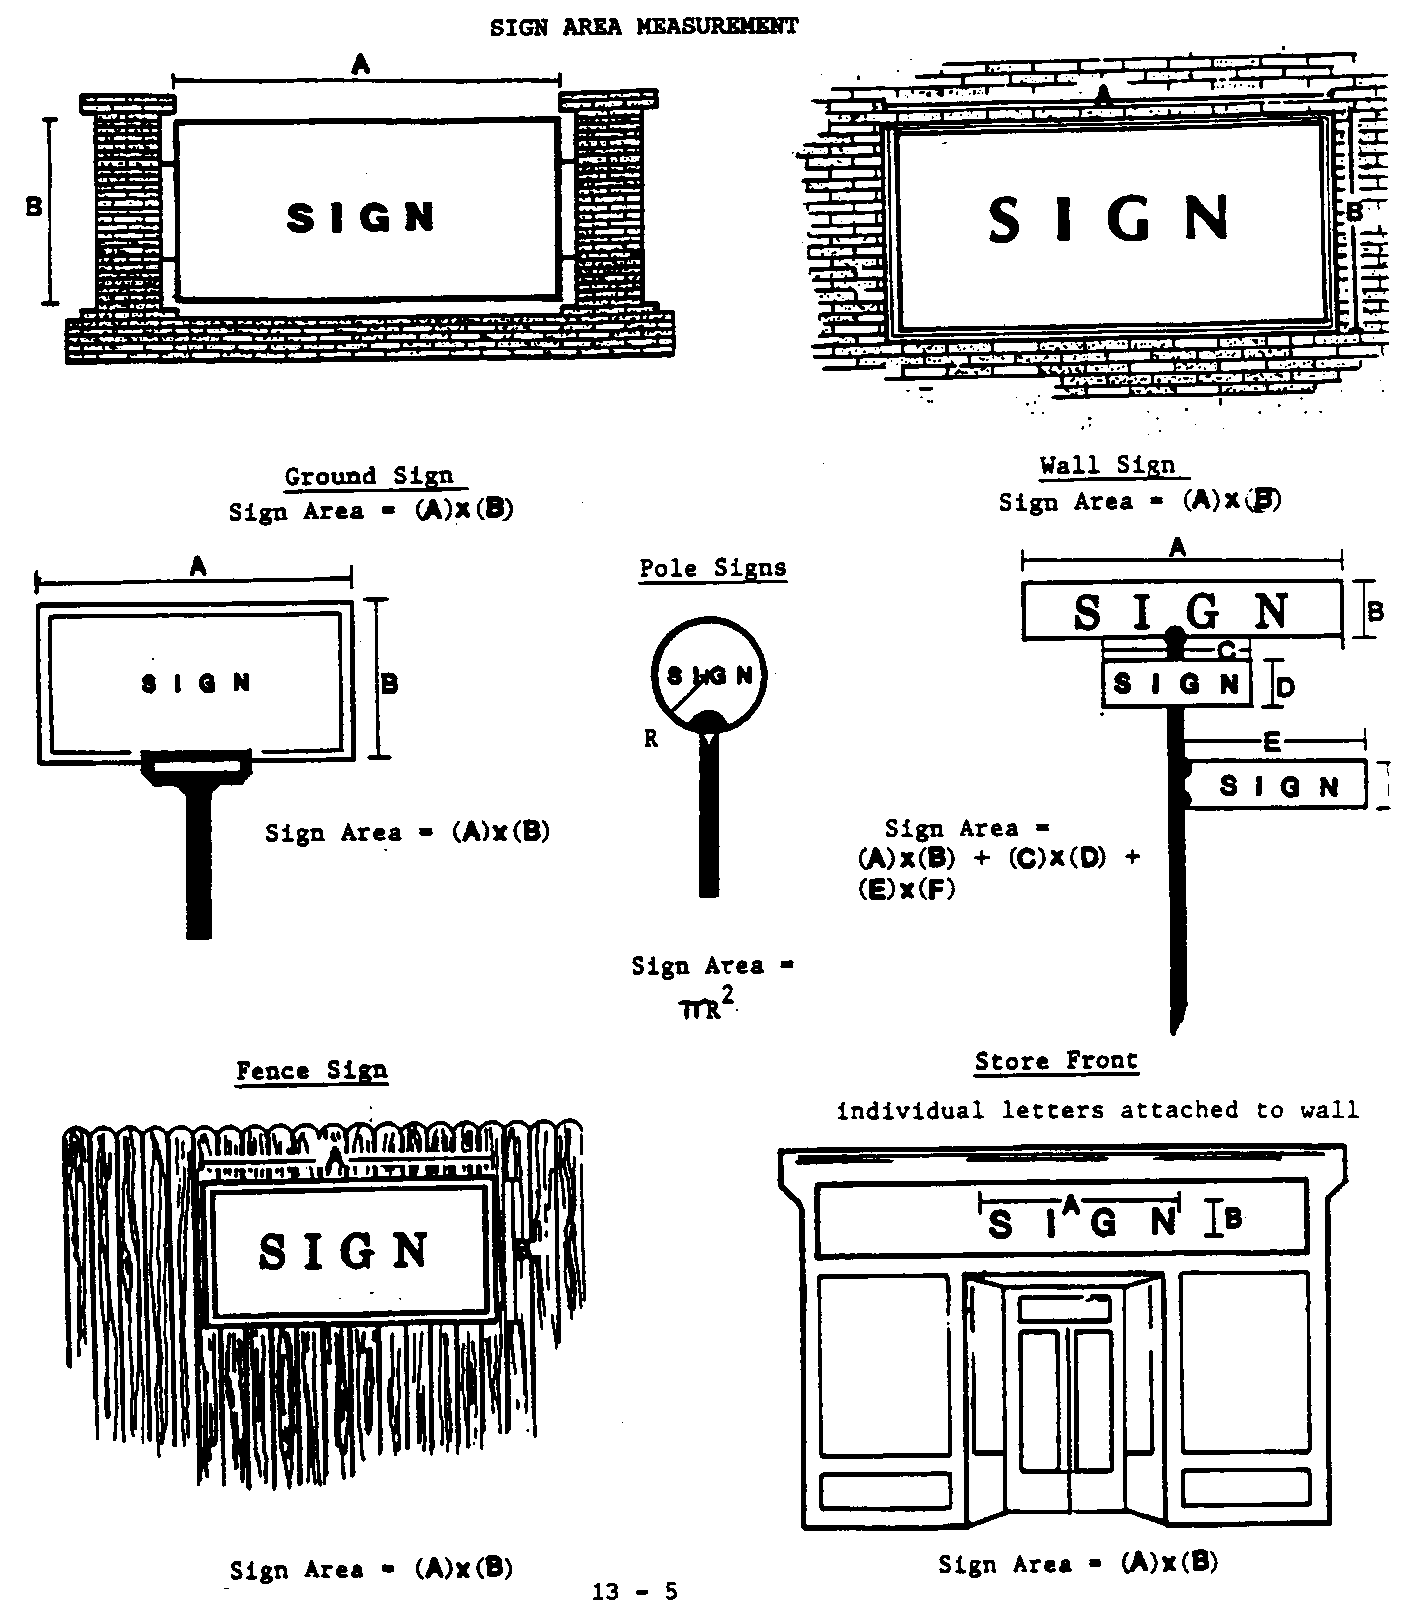 SIGN AREA MEASUREMENT
A
B
SIGN
A
B
SIGN
Ground Sign
Sign Area = (A)x(B)
Wall Sign
Sign Area = (A)x(B)
A
B
SIGN
Sign Area = (A)x(B)
Pole Signs
SIGN
R
Sign Area =
πR²
A
SIGN
B
C
SIGN
D
E
SIGN
Sign Area =
(A)x(B) + (C)x(D) +
(E)x(F)
Fence Sign
A
SIGN
B
Sign Area = (A)x(B)
Store Front
individual letters attached to wall
A
SIGN
B
Sign Area = (A)x(B)
13 - 5